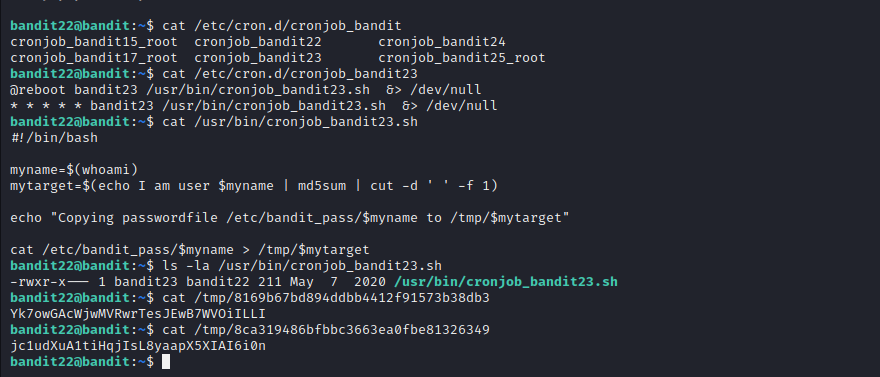 bandit22@bandit:~$ cat /etc/cron.d/cronjob_bandit
cronjob_bandit15_root  cronjob_bandit22       cronjob_bandit24
cronjob_bandit17_root  cronjob_bandit23       cronjob_bandit25_root
bandit22@bandit:~$ cat /etc/cron.d/cronjob_bandit23
@reboot bandit23 /usr/bin/cronjob_bandit23.sh  &> /dev/null
* * * * * bandit23 /usr/bin/cronjob_bandit23.sh  &> /dev/null
bandit22@bandit:~$ cat /usr/bin/cronjob_bandit23.sh
#!/bin/bash
myname=$(whoami)
mytarget=$(echo I am user $myname | md5sum | cut -d ' ' -f 1)
echo "Copying passwordfile /etc/bandit_pass/$myname to /tmp/$mytarget"
cat /etc/bandit_pass/$myname > /tmp/$mytarget
bandit22@bandit:~$ ls -la /usr/bin/cronjob_bandit23.sh
-rwxr-x--- 1 bandit23 bandit22 211 May  7  2020 /usr/bin/cronjob_bandit23.sh
bandit22@bandit:~$ cat /tmp/8169b67bd894ddbb4412f91573b38db3
Yk7owGAcWjwMVRwrTesJEwB7WVOiILLI
bandit22@bandit:~$ cat /tmp/8ca319486bfbbc3663ea0fbe81326349
jc1udXuA1tiHqjIsL8yaapX5XIAI6i0n
bandit22@bandit:~$